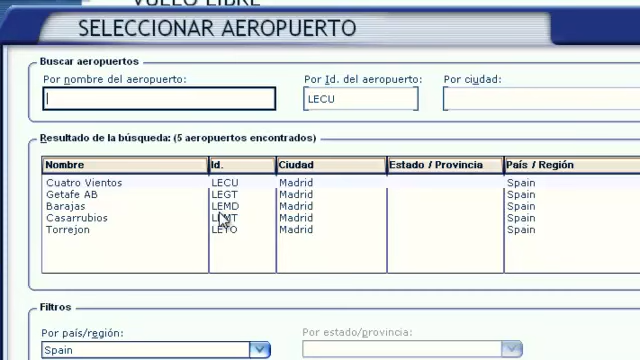 VUELO LIBRE
SELECCIONAR AEROPUERTO
Buscar aeropuertos
Por nombre del aeropuerto: Por Id. del aeropuerto: Por ciudad:
LECU
Resultado de la búsqueda: (5 aeropuertos encontrados)
Nombre Id. Ciudad Estado / Provincia País / Región
Cuatro Vientos LECU Madrid Spain
Getafe AB LEGT Madrid Spain
Barajas LEMD Madrid Spain
Casarrubios Madrid Spain
Torrejon LETO Madrid Spain
Filtros
Por país/región: Por estado/provincia:
Spain